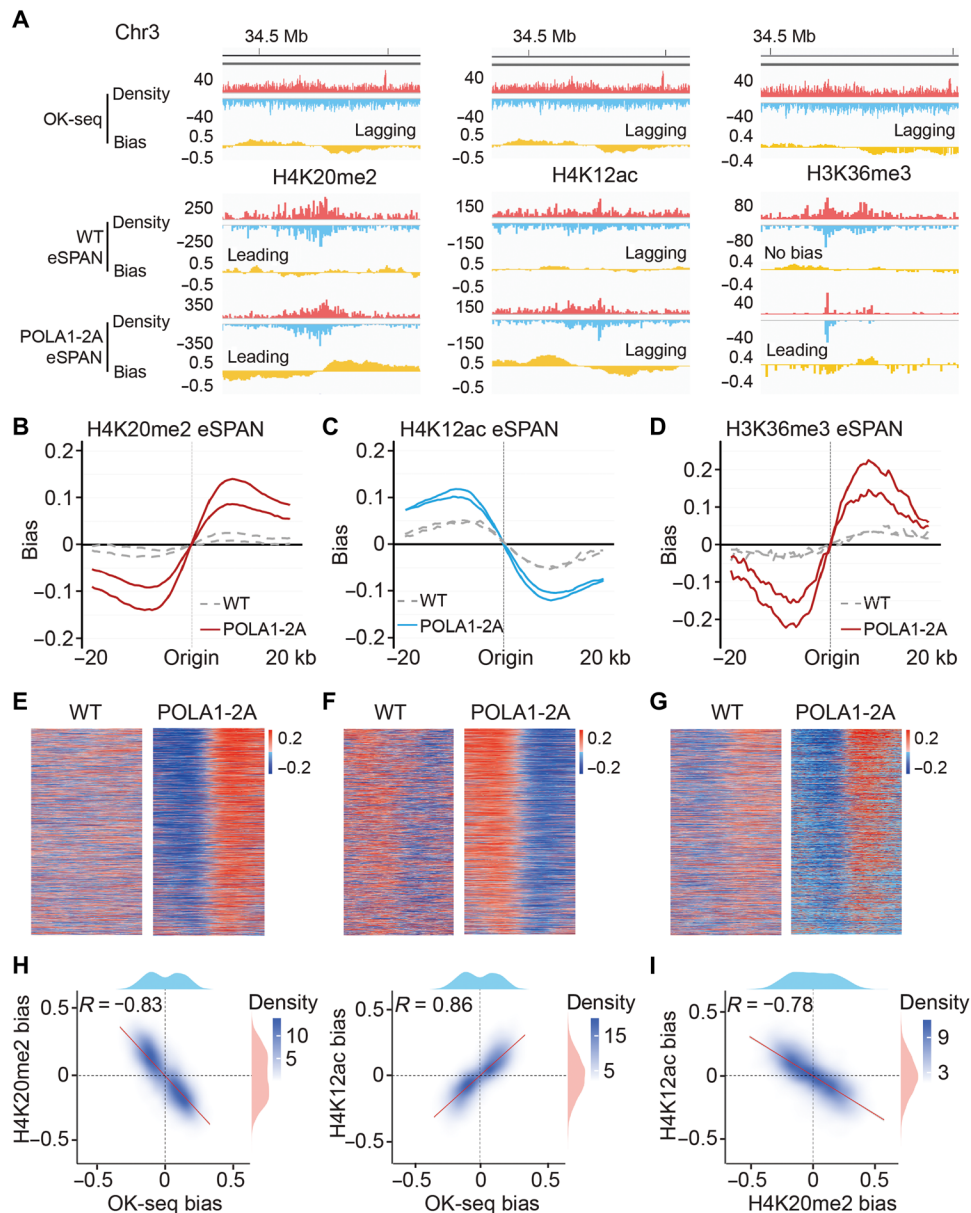 A
Chr3
34.5 Mb
34.5 Mb
34.5 Mb
OK-seq
Density
Bias
40
−40
0.5
−0.5
Lagging
40
−40
0.5
−0.5
Lagging
40
−40
0.4
−0.4
Lagging
H4K20me2
H4K12ac
H3K36me3
WT
eSPAN
Density
Bias
250
−250
0.5
−0.5
Leading
150
−150
0.5
−0.5
Lagging
80
−80
0.4
−0.4
No bias
POLA1-2A
eSPAN
Density
Bias
350
−350
0.5
−0.5
Leading
150
−150
0.5
−0.5
Lagging
40
−40
0.4
−0.4
Leading
B
H4K20me2 eSPAN
Bias
0.2
0.1
0
−0.1
−0.2
WT
POLA1-2A
−20
Origin
20 kb
C
H4K12ac eSPAN
Bias
0.2
0.1
0
−0.1
−0.2
WT
POLA1-2A
−20
Origin
20 kb
D
H3K36me3 eSPAN
Bias
0.2
0.1
0
−0.1
−0.2
WT
POLA1-2A
−20
Origin
20 kb
E
WT
POLA1-2A
0.2
−0.2
F
WT
POLA1-2A
0.2
−0.2
G
WT
POLA1-2A
0.2
−0.2
H
R = −0.83
H4K20me2 bias
0.5
0
−0.5
−0.5
0
0.5
OK-seq bias
Density
10
5
R = 0.86
H4K12ac bias
0.5
0
−0.5
−0.5
0
0.5
OK-seq bias
Density
15
5
I
R = −0.78
H4K12ac bias
0.5
0
−0.5
−0.5
0
0.5
H4K20me2 bias
Density
9
3